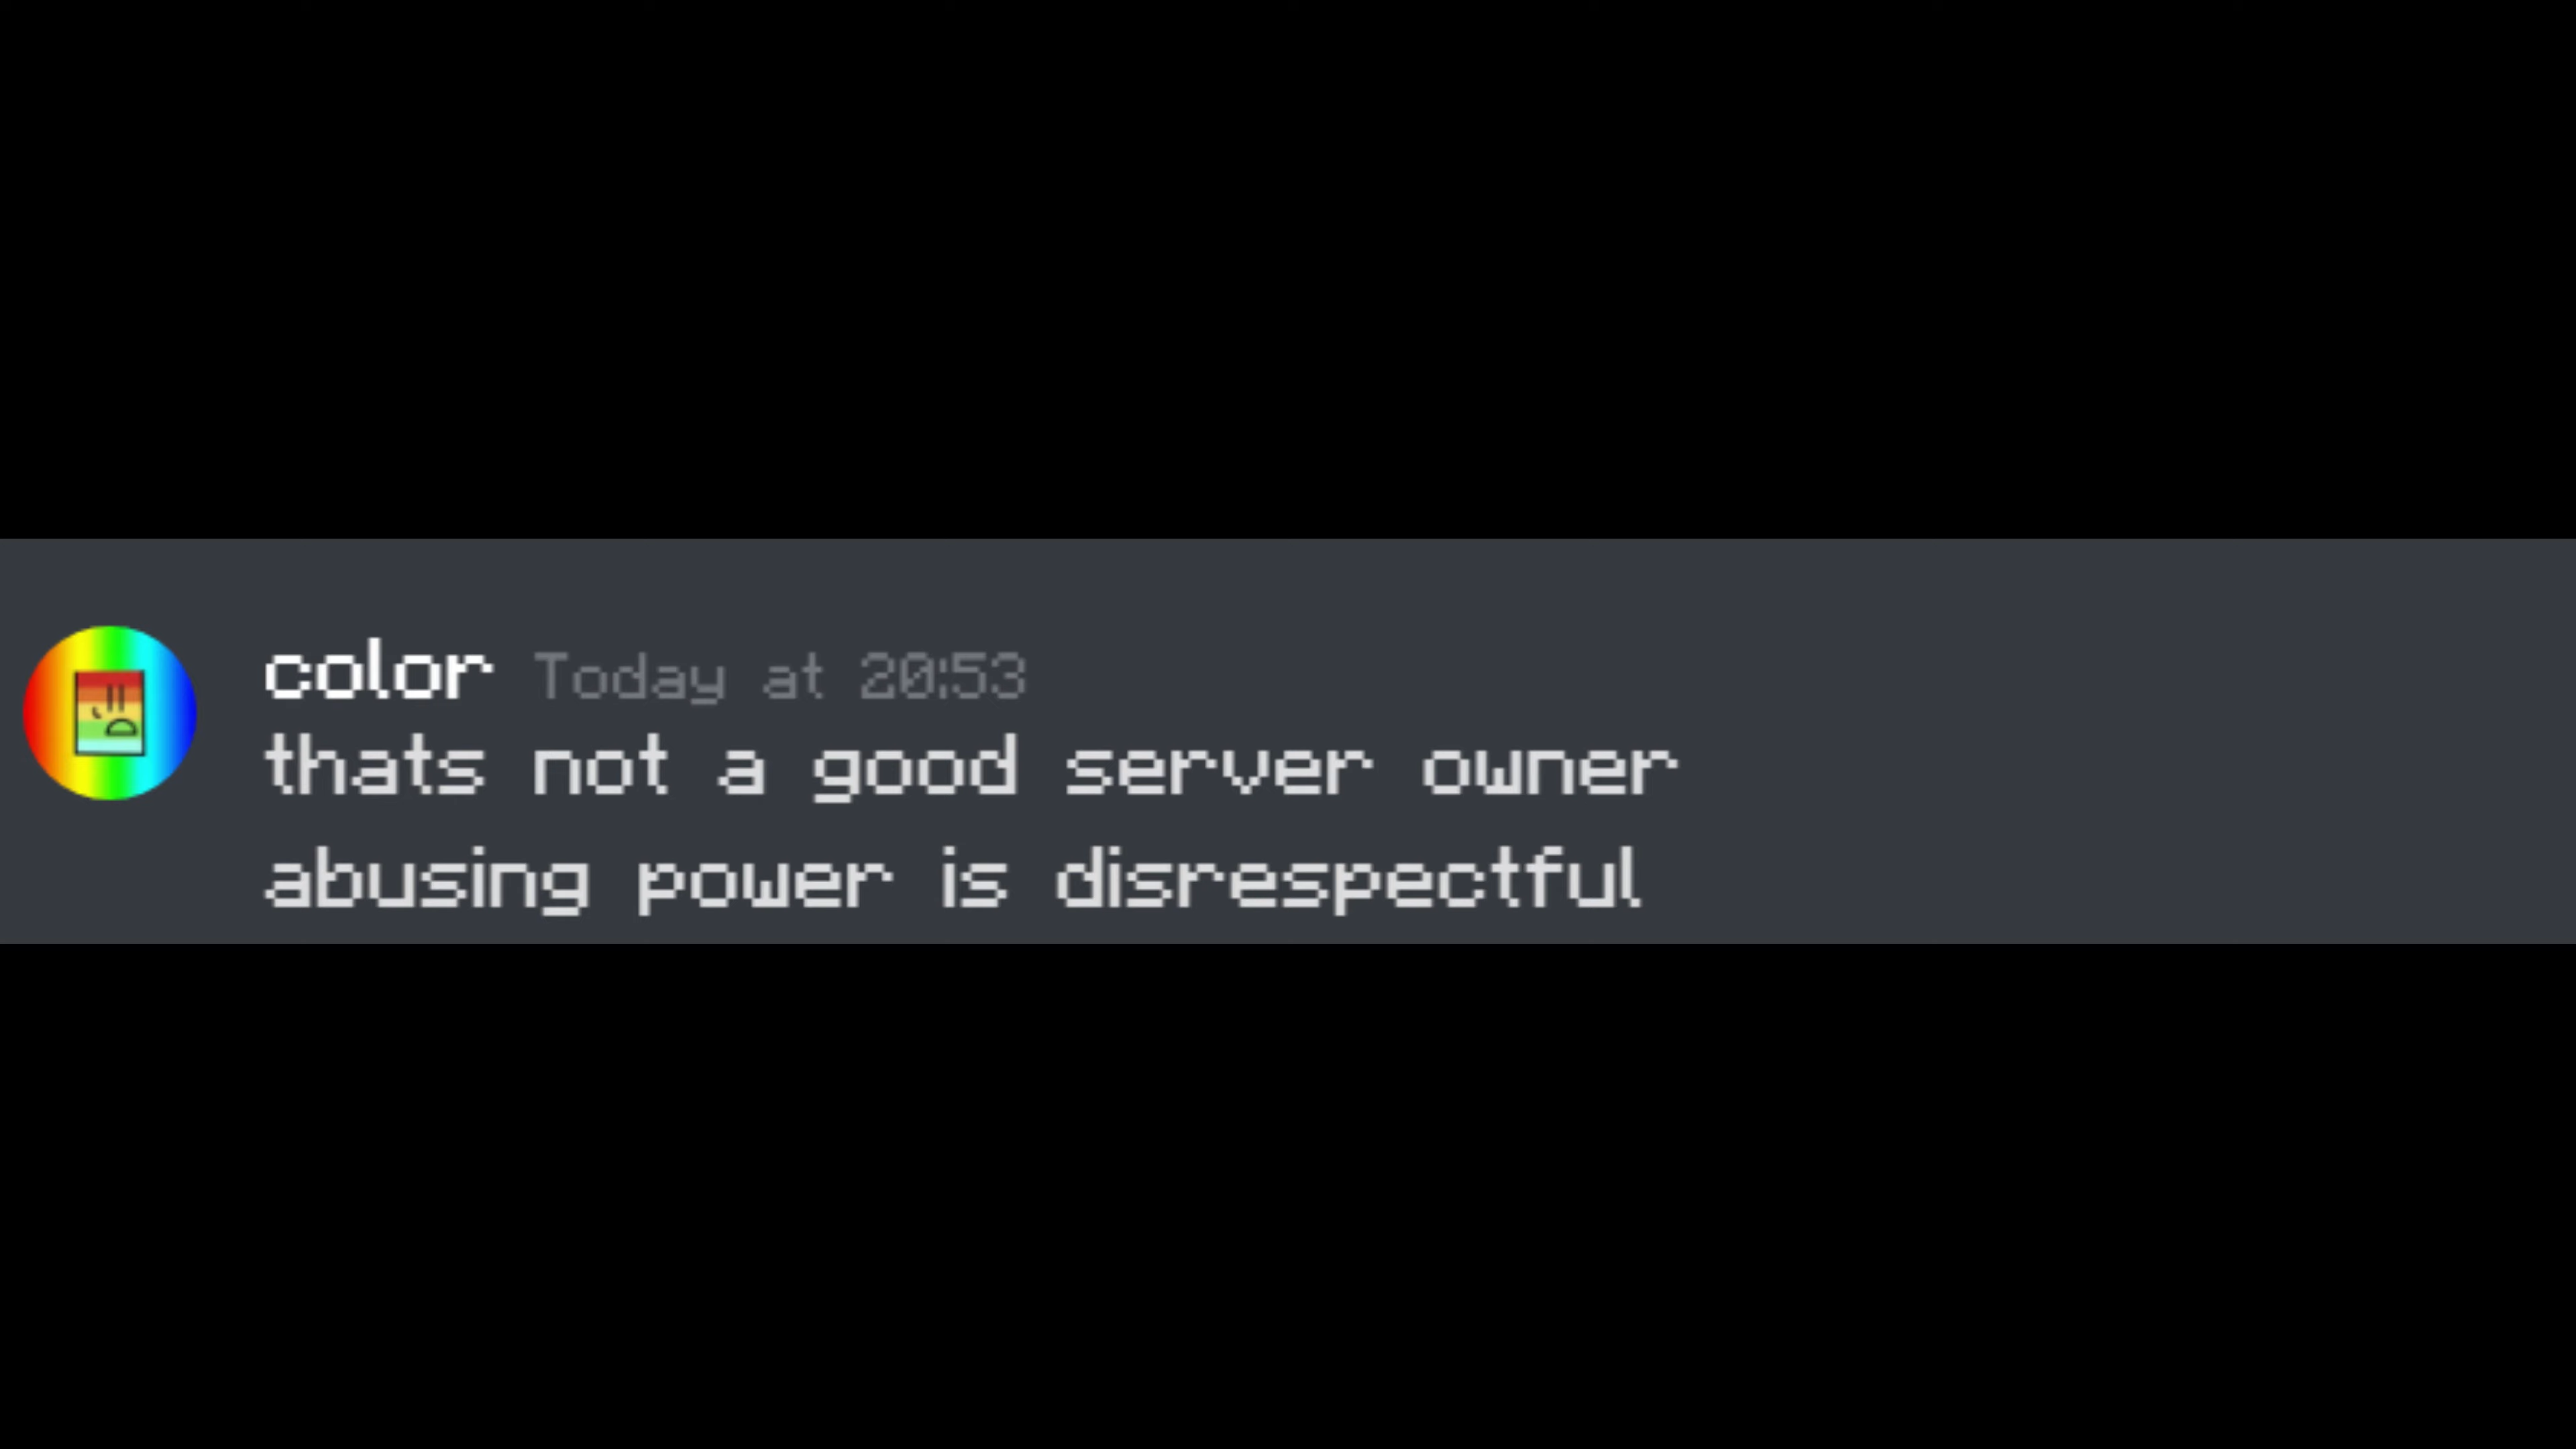 color Today at 20:53
thats not a good server owner
abusing power is disrespectful